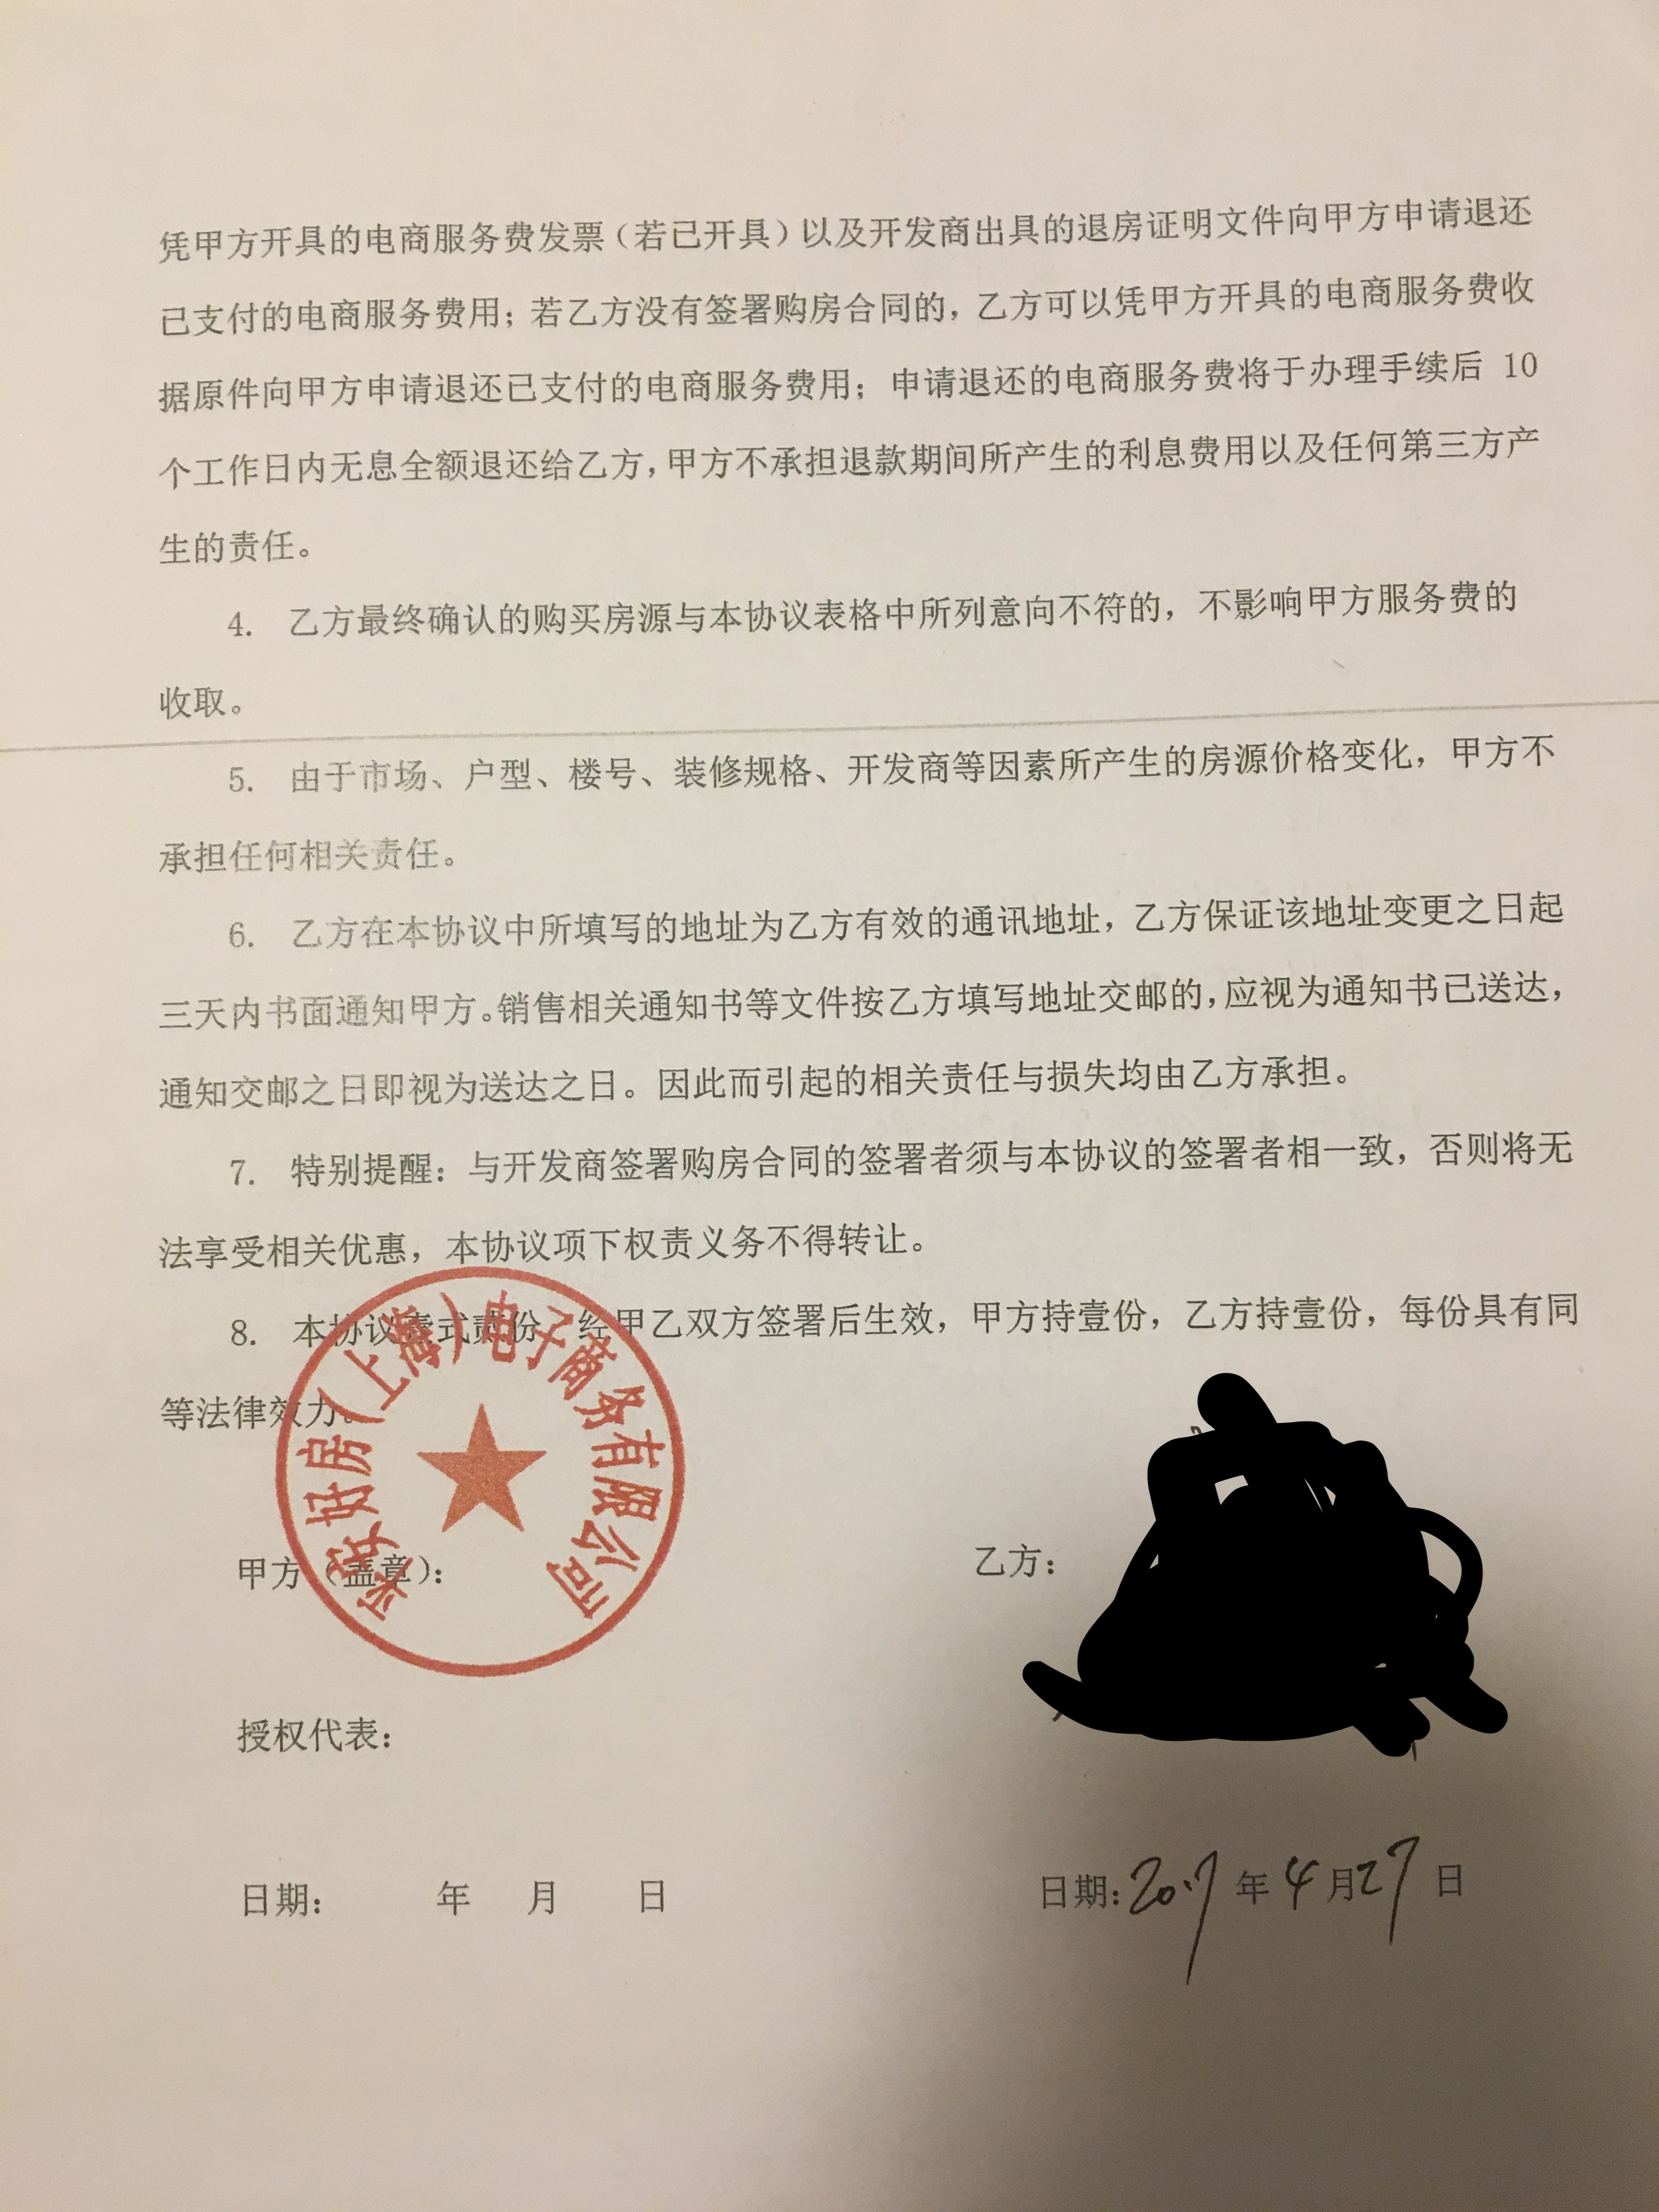 凭甲方开具的电商服务费发票（若已开具）以及开发商出具的退房证明文件向甲方申请退还
已支付的电商服务费用；若乙方没有签署购房合同的，乙方可以凭甲方开具的电商服务费收
据原件向甲方申请退还已支付的电商服务费用；申请退还的电商服务费将于办理手续后 10
个工作日内无息全额退还给乙方，甲方不承担退款期间所产生的利息费用以及任何第三方产
生的责任。
4. 乙方最终确认的购买房源与本协议表格中所列意向不符的，不影响甲方服务费的
收取。
5. 由于市场、户型、楼号、装修规格、开发商等因素所产生的房源价格变化，甲方不
承担任何相关责任。
6. 乙方在本协议中所填写的地址为乙方有效的通讯地址，乙方保证该地址变更之日起
三天内书面通知甲方。销售相关通知书等文件按乙方填写地址交邮的，应视为通知书已送达，
通知交邮之日即视为送达之日。因此而引起的相关责任与损失均由乙方承担。
7. 特别提醒：与开发商签署购房合同的签署者须与本协议的签署者相一致，否则将无
法享受相关优惠，本协议项下权责义务不得转让。
8. 本协议壹式贰份，经甲乙双方签署后生效，甲方持壹份，乙方持壹份，每份具有同
等法律效力。
平安好房（上海）电子商务有限公司
甲方（盖章）：
乙方：
授权代表：
日期： 年 月 日
日期：2017年4月27日